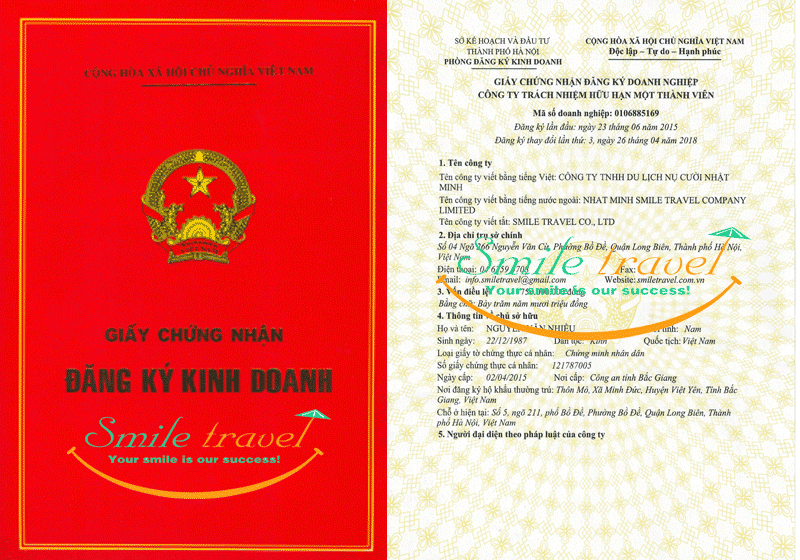 CỘNG HÒA XÃ HỘI CHỦ NGHĨA VIỆT NAM
GIẤY CHỨNG NHẬN
ĐĂNG KÝ KINH DOANH
Smile travel
Your smile is our success!
SỞ KẾ HOẠCH VÀ ĐẦU TƯ
THÀNH PHỐ HÀ NỘI
PHÒNG ĐĂNG KÝ KINH DOANH
CỘNG HÒA XÃ HỘI CHỦ NGHĨA VIỆT NAM
Độc lập – Tự do – Hạnh phúc
GIẤY CHỨNG NHẬN ĐĂNG KÝ DOANH NGHIỆP
CÔNG TY TRÁCH NHIỆM HỮU HẠN MỘT THÀNH VIÊN
Mã số doanh nghiệp: 0106885169
Đăng ký lần đầu: ngày 23 tháng 06 năm 2015
Đăng ký thay đổi lần thứ: 3, ngày 26 tháng 04 năm 2018
1. Tên công ty
Tên công ty viết bằng tiếng Việt: CÔNG TY TNHH DU LỊCH NỤ CƯỜI NHẬT
MINH
Tên công ty viết bằng tiếng nước ngoài: NHAT MINH SMILE TRAVEL COMPANY
LIMITED
Tên công ty viết tắt: SMILE TRAVEL CO., LTD
2. Địa chỉ trụ sở chính
Số 04 Ngõ 266 Nguyễn Văn Cừ, Phường Bồ Đề, Quận Long Biên, Thành phố Hà Nội,
Việt Nam
Smile travel
Điện thoại: Fax:
Email: info.smiletravel@gmail.com Website: smiletravel.com.vn
Your smile is our success!
3. Vốn điều lệ đồng
Bằng chữ: Bảy trăm năm mươi triệu đồng
4. Thông tin về chủ sở hữu
Họ và tên: NHIỆU tính: Nam
Sinh ngày: 22/12/1987 Dân tộc: Kinh Quốc tịch: Việt Nam
Loại giấy tờ chứng thực cá nhân: Chứng minh nhân dân
Số giấy chứng thực cá nhân: 121787005
Ngày cấp: 02/04/2015 Nơi cấp: Công an tỉnh Bắc Giang
Nơi đăng ký hộ khẩu thường trú: Thôn Mó, Xã Minh Đức, Huyện Việt Yên, Tỉnh Bắc
Giang, Việt Nam
Chỗ ở hiện tại: Số 5, ngõ 211, phố Bồ Đề, Phường Bồ Đề, Quận Long Biên, Thành
phố Hà Nội, Việt Nam
5. Người đại diện theo pháp luật của công ty